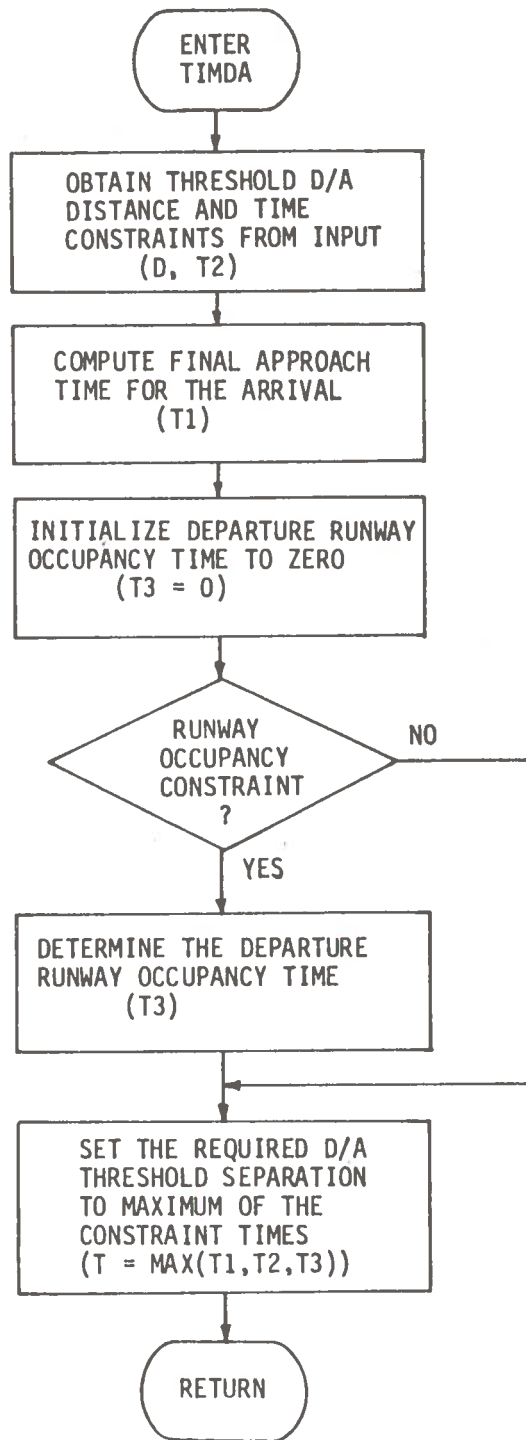 ENTER
TIMDA
OBTAIN THRESHOLD D/A
DISTANCE AND TIME
CONSTRAINTS FROM INPUT
(D, T2)
COMPUTE FINAL APPROACH
TIME FOR THE ARRIVAL
(T1)
INITIALIZE DEPARTURE RUNWAY
OCCUPANCY TIME TO ZERO
(T3 = 0)
RUNWAY
OCCUPANCY
CONSTRAINT
?
NO
YES
DETERMINE THE DEPARTURE
RUNWAY OCCUPANCY TIME
(T3)
SET THE REQUIRED D/A
THRESHOLD SEPARATION
TO MAXIMUM OF THE
CONSTRAINT TIMES
(T = MAX(T1,T2,T3))
RETURN